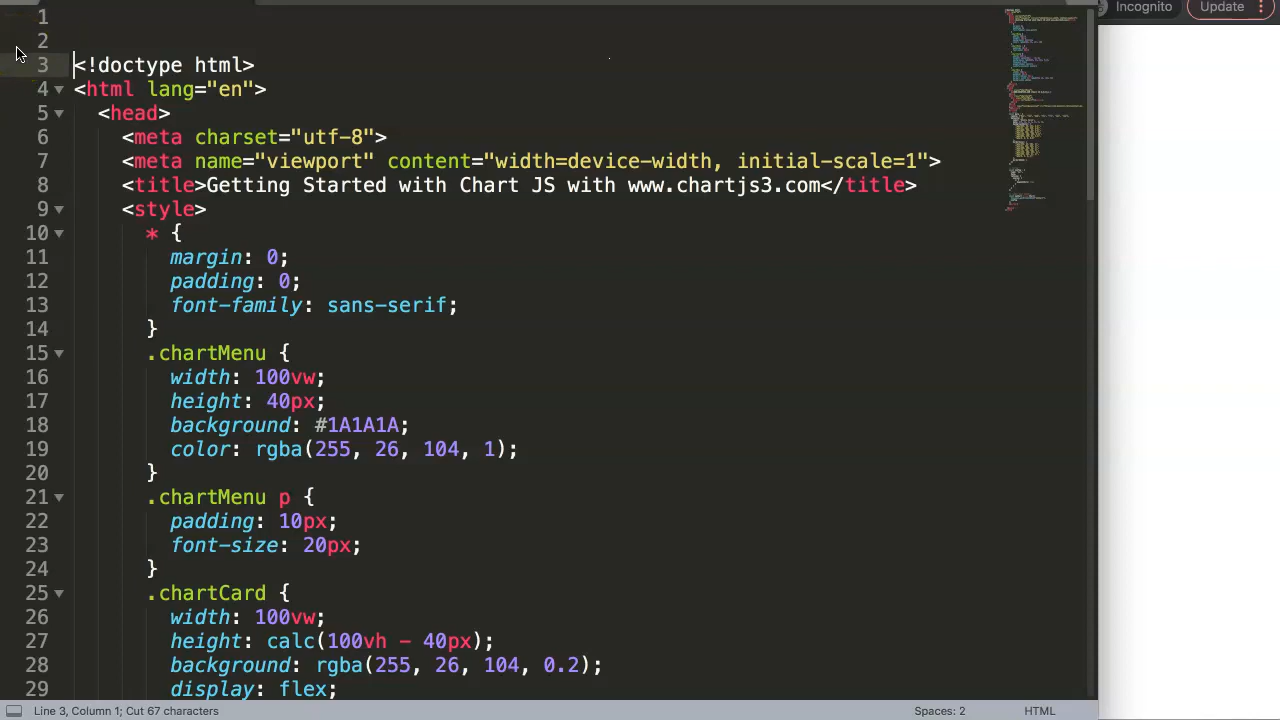 Incognito
Update
1
2
3 <!doctype html>
4 <html lang="en">
5 <head>
6 <meta charset="utf-8">
7 <meta name="viewport" content="width=device-width, initial-scale=1">
8 <title>Getting Started with Chart JS with www.chartjs3.com</title>
9 <style>
10 * {
11 margin: 0;
12 padding: 0;
13 font-family: sans-serif;
14 }
15 .chartMenu {
16 width: 100vw;
17 height: 40px;
18 background: #1A1A1A;
19 color: rgba(255, 26, 104, 1);
20 }
21 .chartMenu p {
22 padding: 10px;
23 font-size: 20px;
24 }
25 .chartCard {
26 width: 100vw;
27 height: calc(100vh - 40px);
28 background: rgba(255, 26, 104, 0.2);
29 display: flex;
Line 3, Column 1; Cut 67 characters
Spaces: 2
HTML